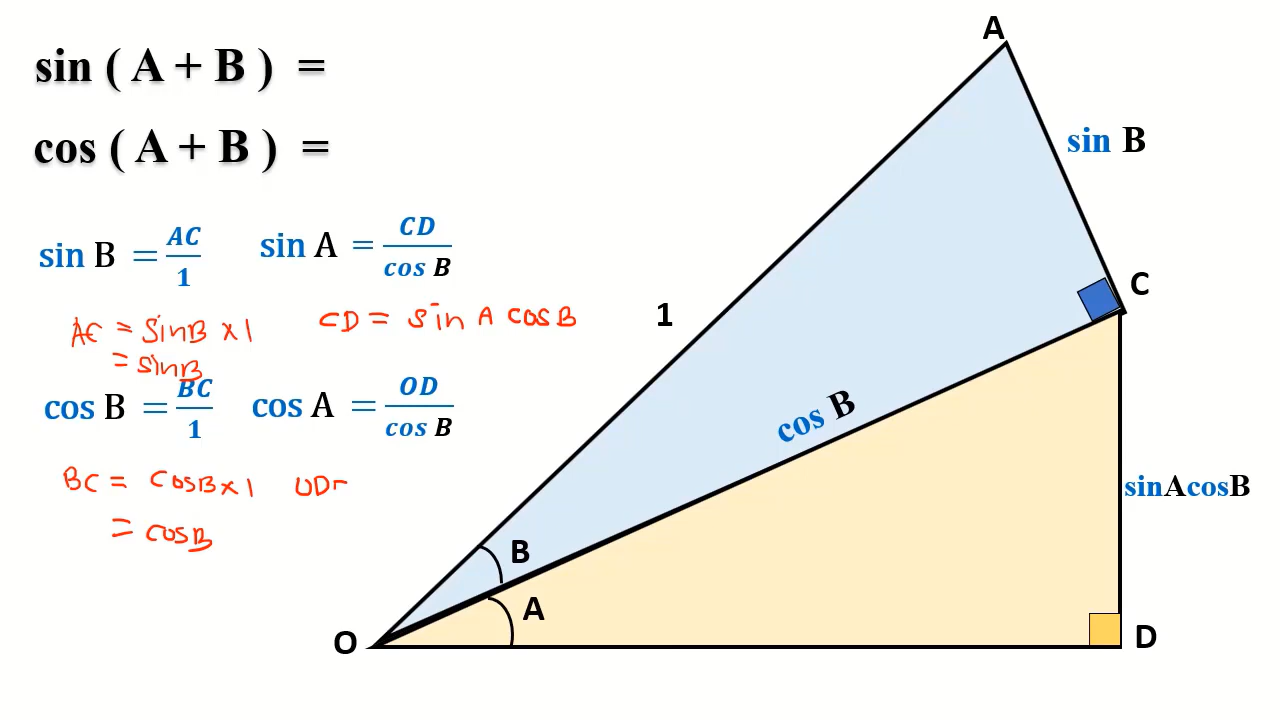 sin ( A + B ) =
cos ( A + B ) =
sin B = AC/1
sin A = CD/cos B
AC = sinB × 1
= sinB
CD = sin A cosB
cos B = BC/1
cos A = OD/cos B
BC = cosB×1
= cosB
OD=
A
sin B
C
1
cos B
sinAcosB
B
A
O
D